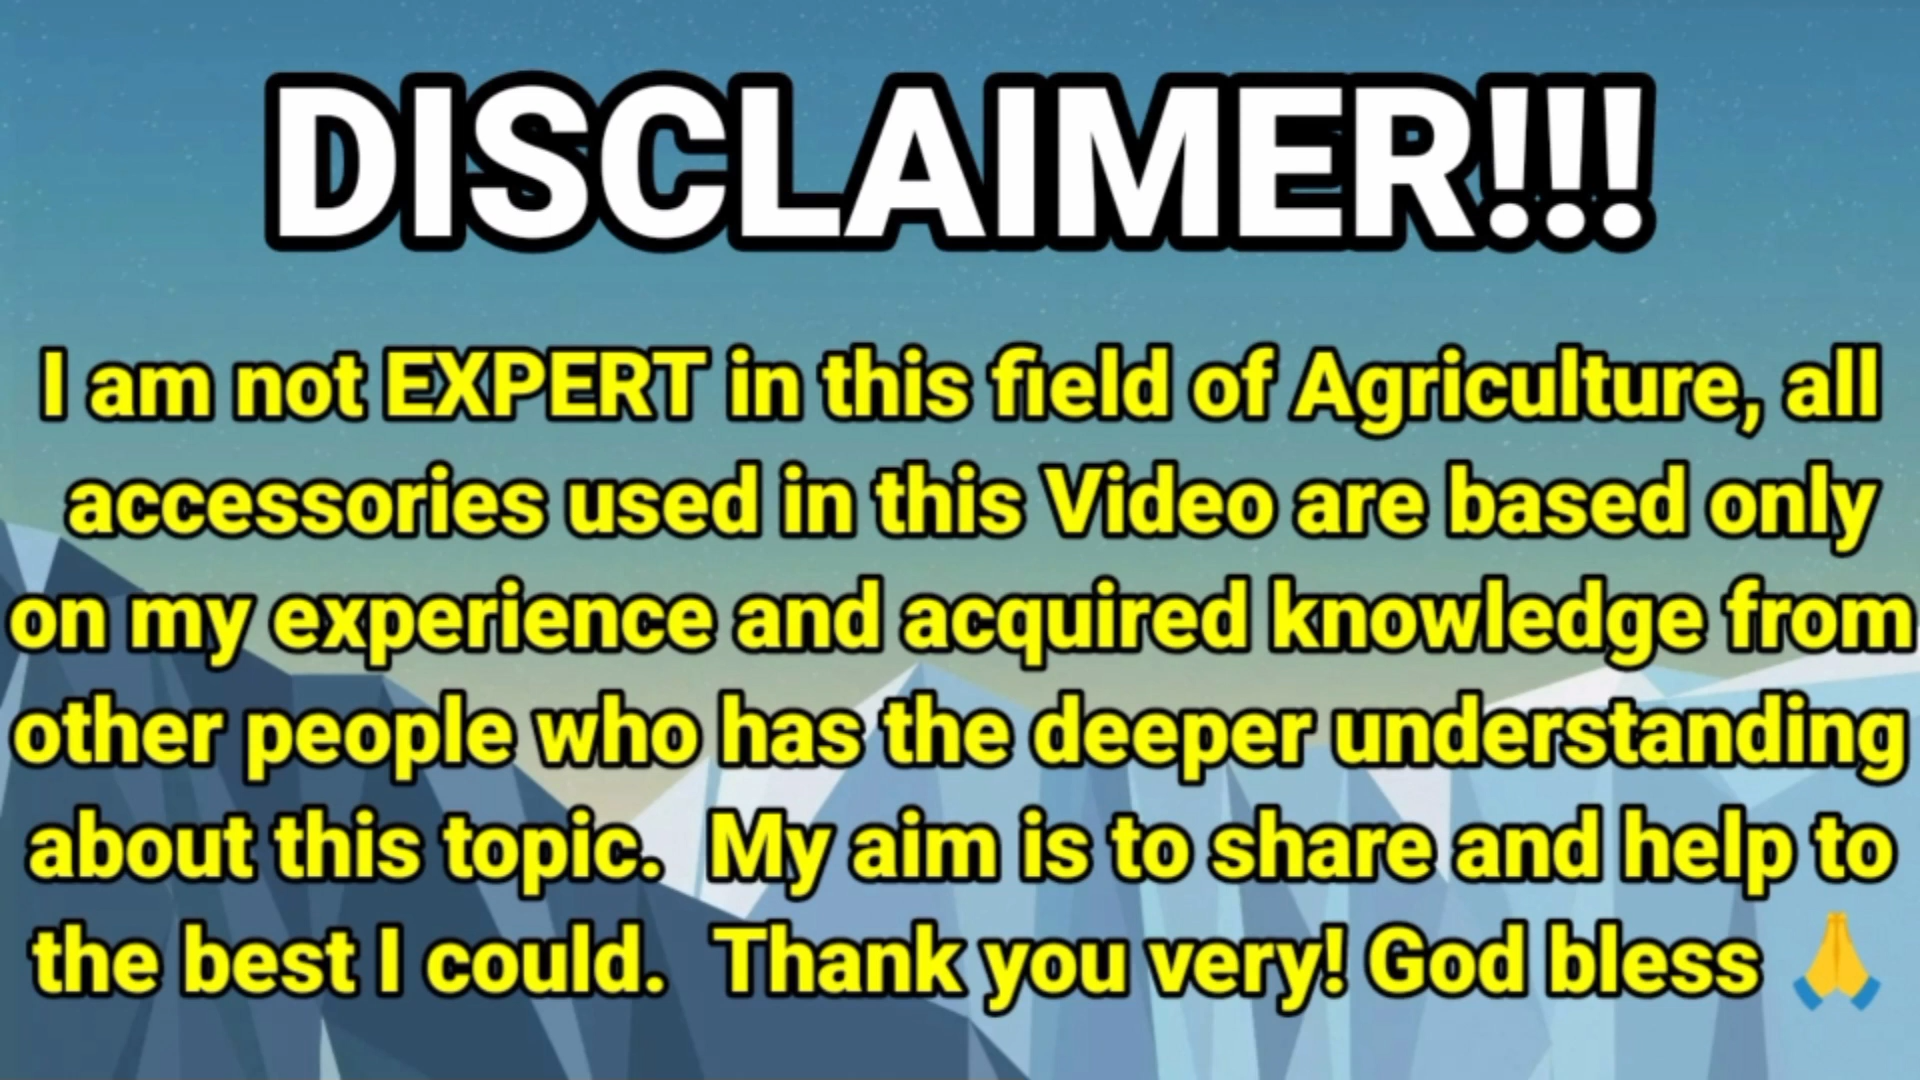 DISCLAIMER!!!
I am not EXPERT in this field of Agriculture, all
accessories used in this Video are based only
on my experience and acquired knowledge from
other people who has the deeper understanding
about this topic.  My aim is to share and help to
the best I could.  Thank you very! God bless 🙏